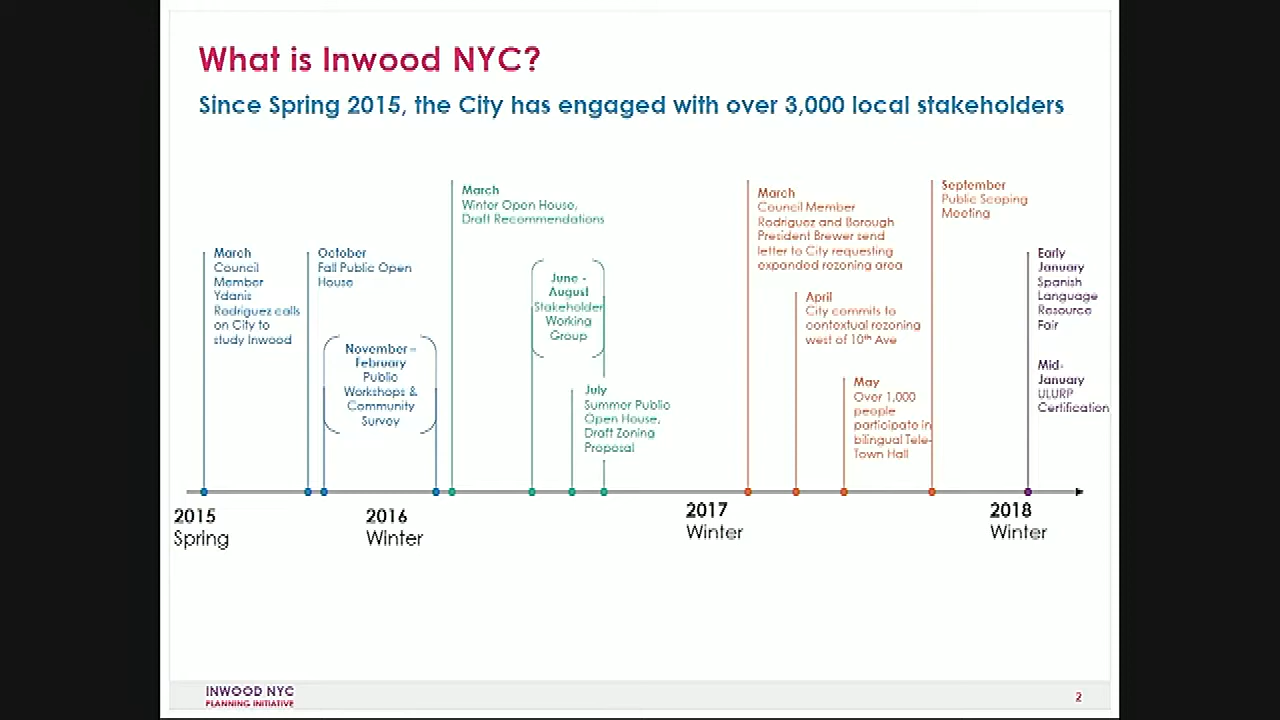 What is Inwood NYC?
Since Spring 2015, the City has engaged with over 3,000 local stakeholders
March
Council
Member
Ydanis
Rodriguez calls
on City to
study Inwood
October
Fall Public Open
House
November –
February
Public
Workshops &
Community
Survey
March
Winter Open House,
Draft Recommendations
June -
August
Stakeholder
Working
Group
July
Summer Public
Open House,
Draft Zoning
Proposal
March
Council Member
Rodriguez and Borough
President Brewer send
letter to City requesting
expanded rezoning area
April
City commits to
contextual rezoning
west of 10th Ave
May
Over 1,000
people
participate in
bilingual Tele-
Town Hall
September
Public Scoping
Meeting
Early
January
Spanish
Language
Resource
Fair
Mid-
January
ULURP
Certification
2015
Spring
2016
Winter
2017
Winter
2018
Winter
INWOOD NYC
PLANNING INITIATIVE
2